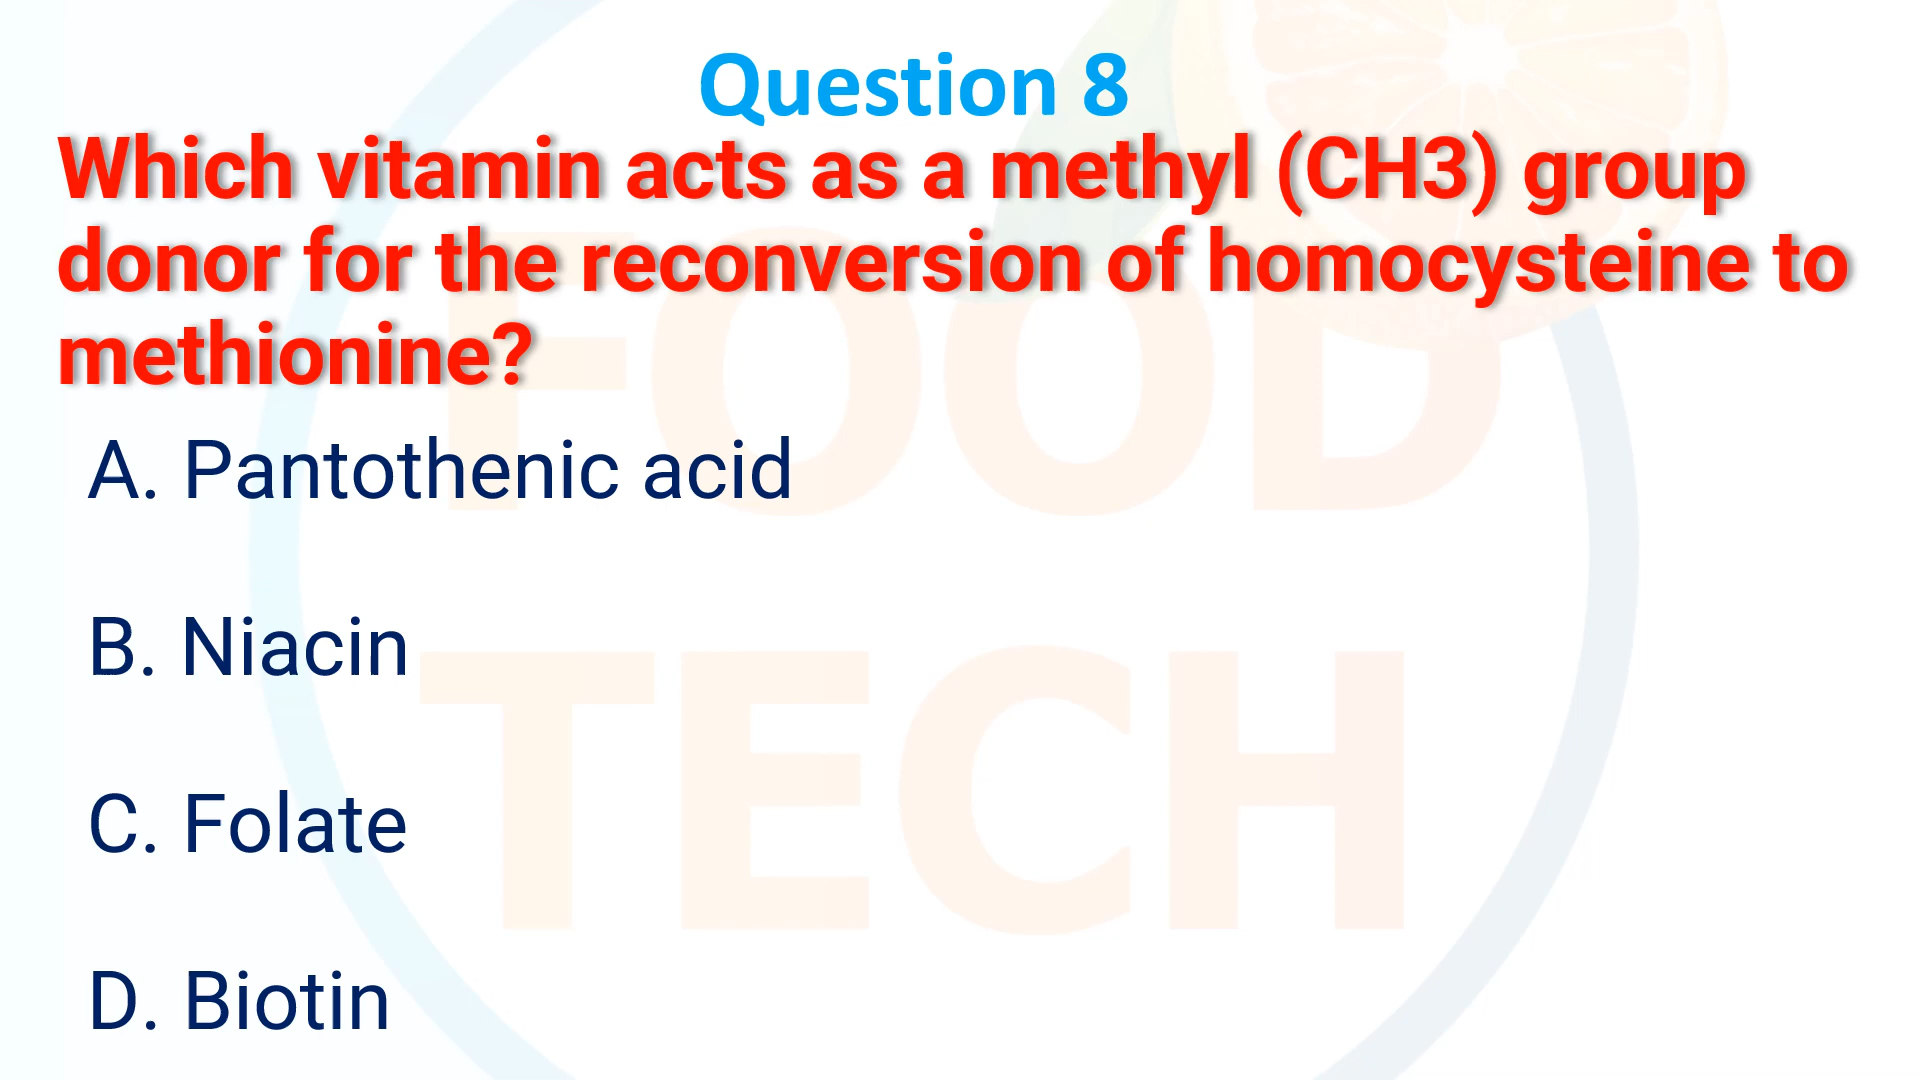 Question 8
Which vitamin acts as a methyl (CH3) group
donor for the reconversion of homocysteine to
methionine?
A. Pantothenic acid
B. Niacin
C. Folate
D. Biotin
FOOD
TECH